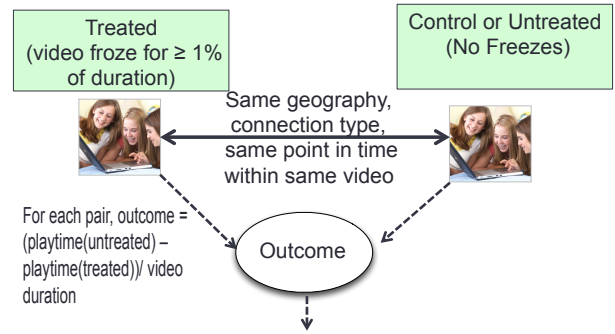 Treated
(video froze for ≥ 1%
of duration)
Control or Untreated
(No Freezes)
Same geography,
connection type,
same point in time
within same video
For each pair, outcome =
(playtime(untreated) –
playtime(treated))/ video
duration
Outcome